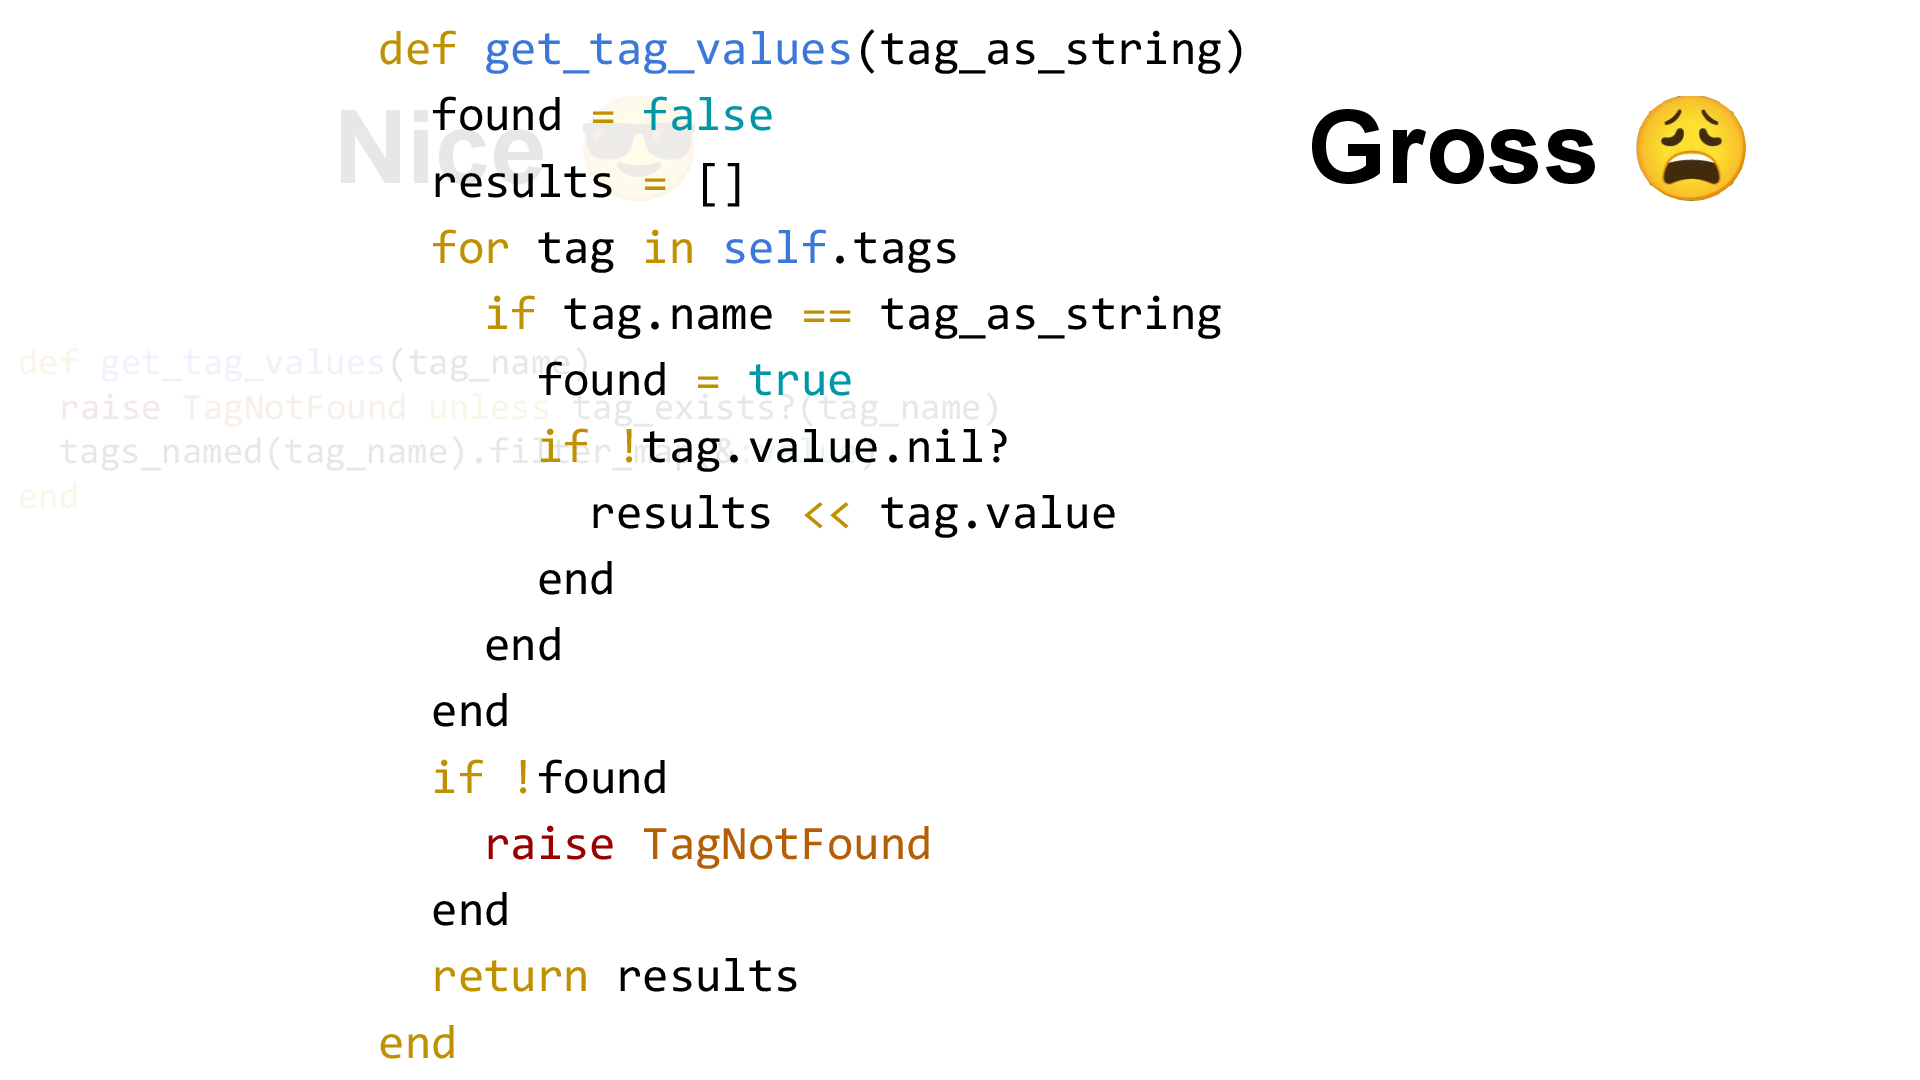 def get_tag_values(tag_as_string)
  found = false
  results = []
  for tag in self.tags
    if tag.name == tag_as_string
      found = true
      if !tag.value.nil?
        results << tag.value
      end
    end
  end
  if !found
    raise TagNotFound
  end
  return results
end
Gross 😩
Nice 😎
def get_tag_values(tag_name)
  raise TagNotFound unless tag_exists?(tag_name)
  tags_named(tag_name).filter_map
end